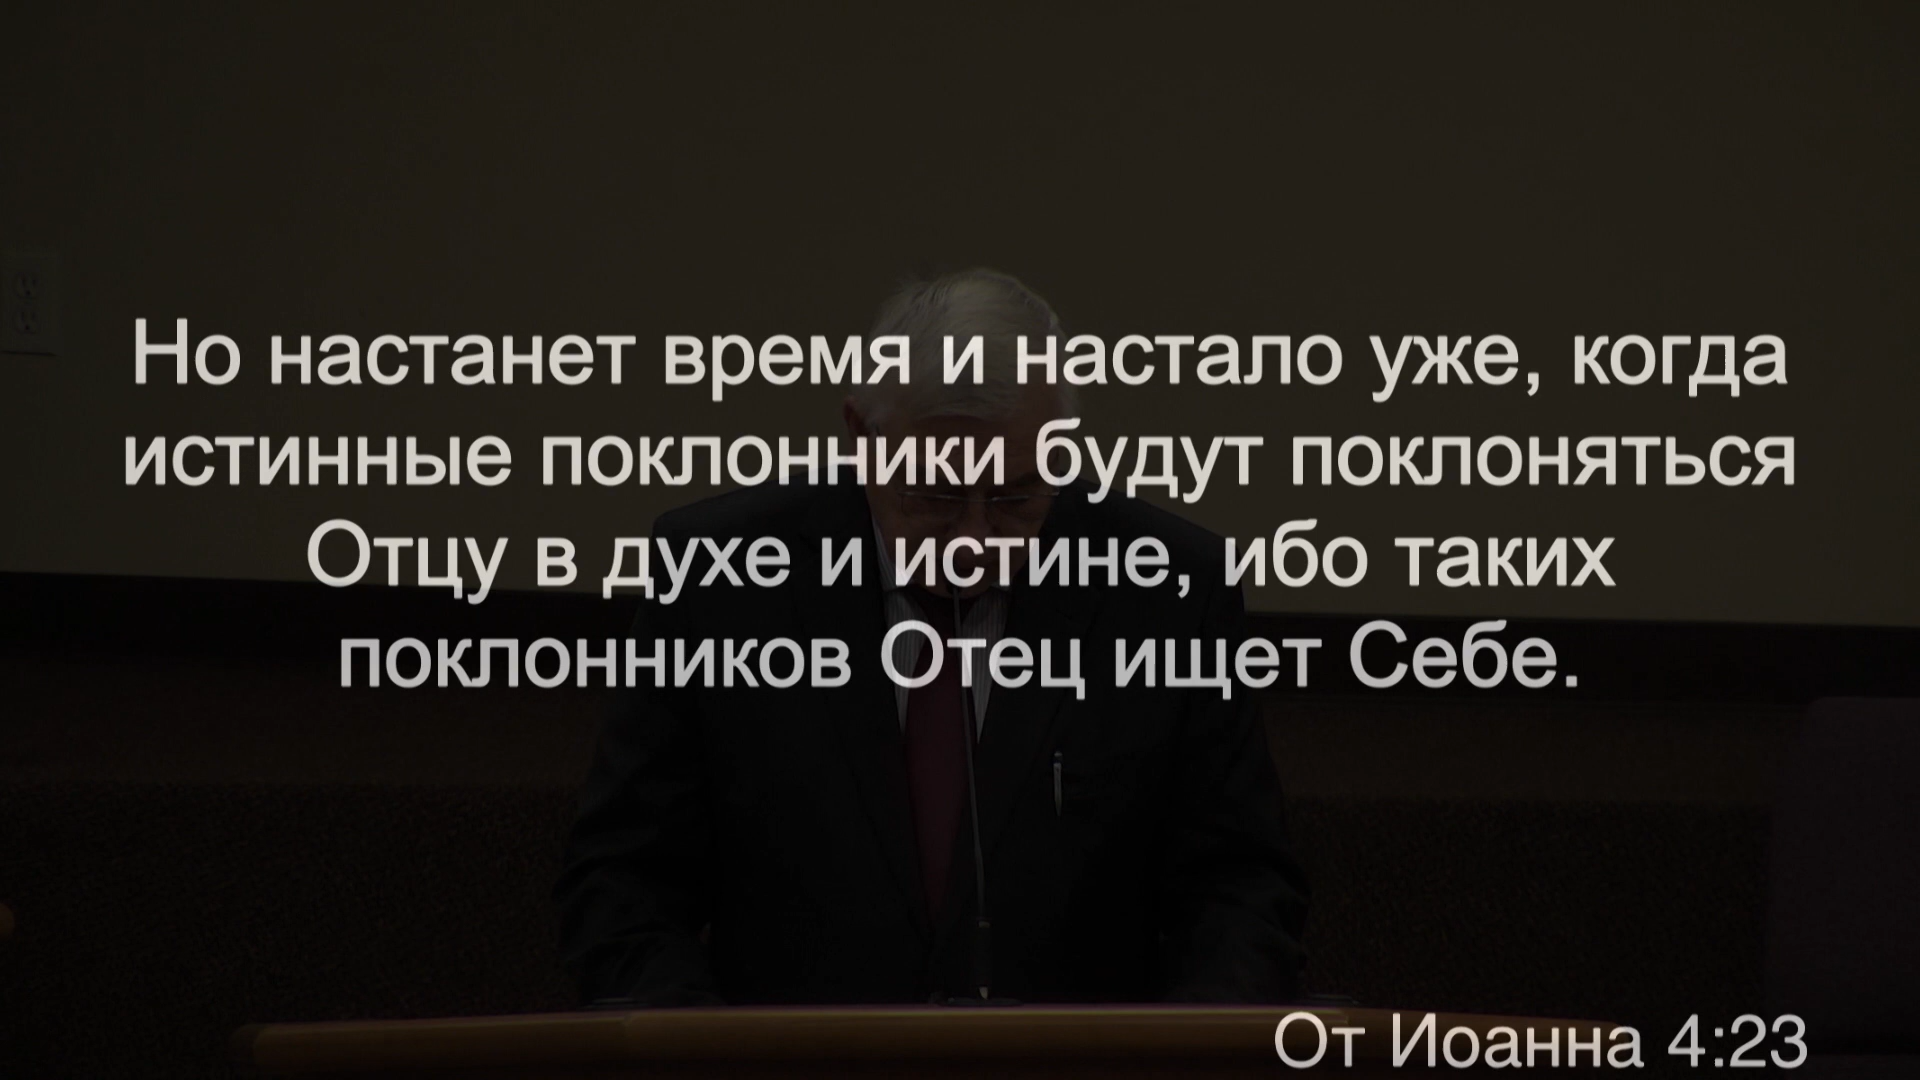 Но настанет время и настало уже, когда
истинные поклонники будут поклоняться
Отцу в духе и истине, ибо таких
поклонников Отец ищет Себе.
От Иоанна 4:23